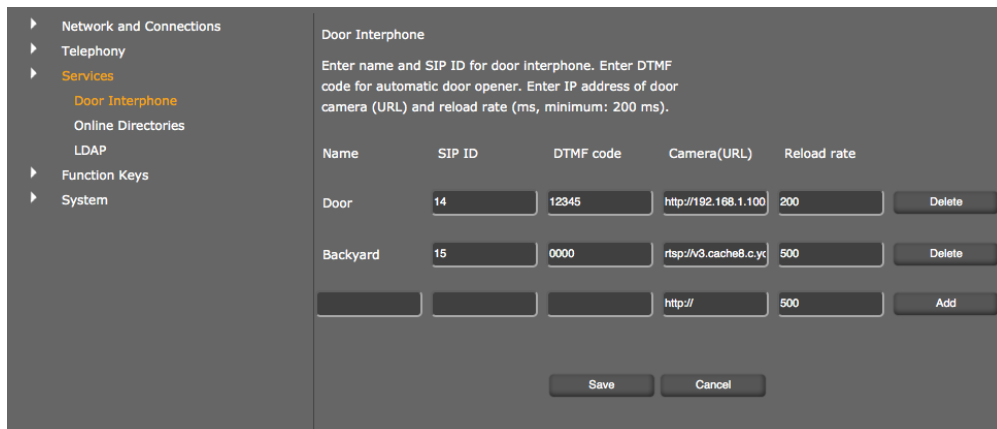 Network and Connections
Telephony
Services
Door Interphone
Online Directories
LDAP
Function Keys
System
Door Interphone
Enter name and SIP ID for door interphone. Enter DTMF
code for automatic door opener. Enter IP address of door
camera (URL) and reload rate (ms, minimum: 200 ms).
Name SIP ID DTMF code Camera(URL) Reload rate
Door 14 12345 http://192.168.1.100 200 Delete
Backyard 15 0000 rtsp://v3.cache8.c.yo 500 Delete
http:// 500 Add
Save Cancel